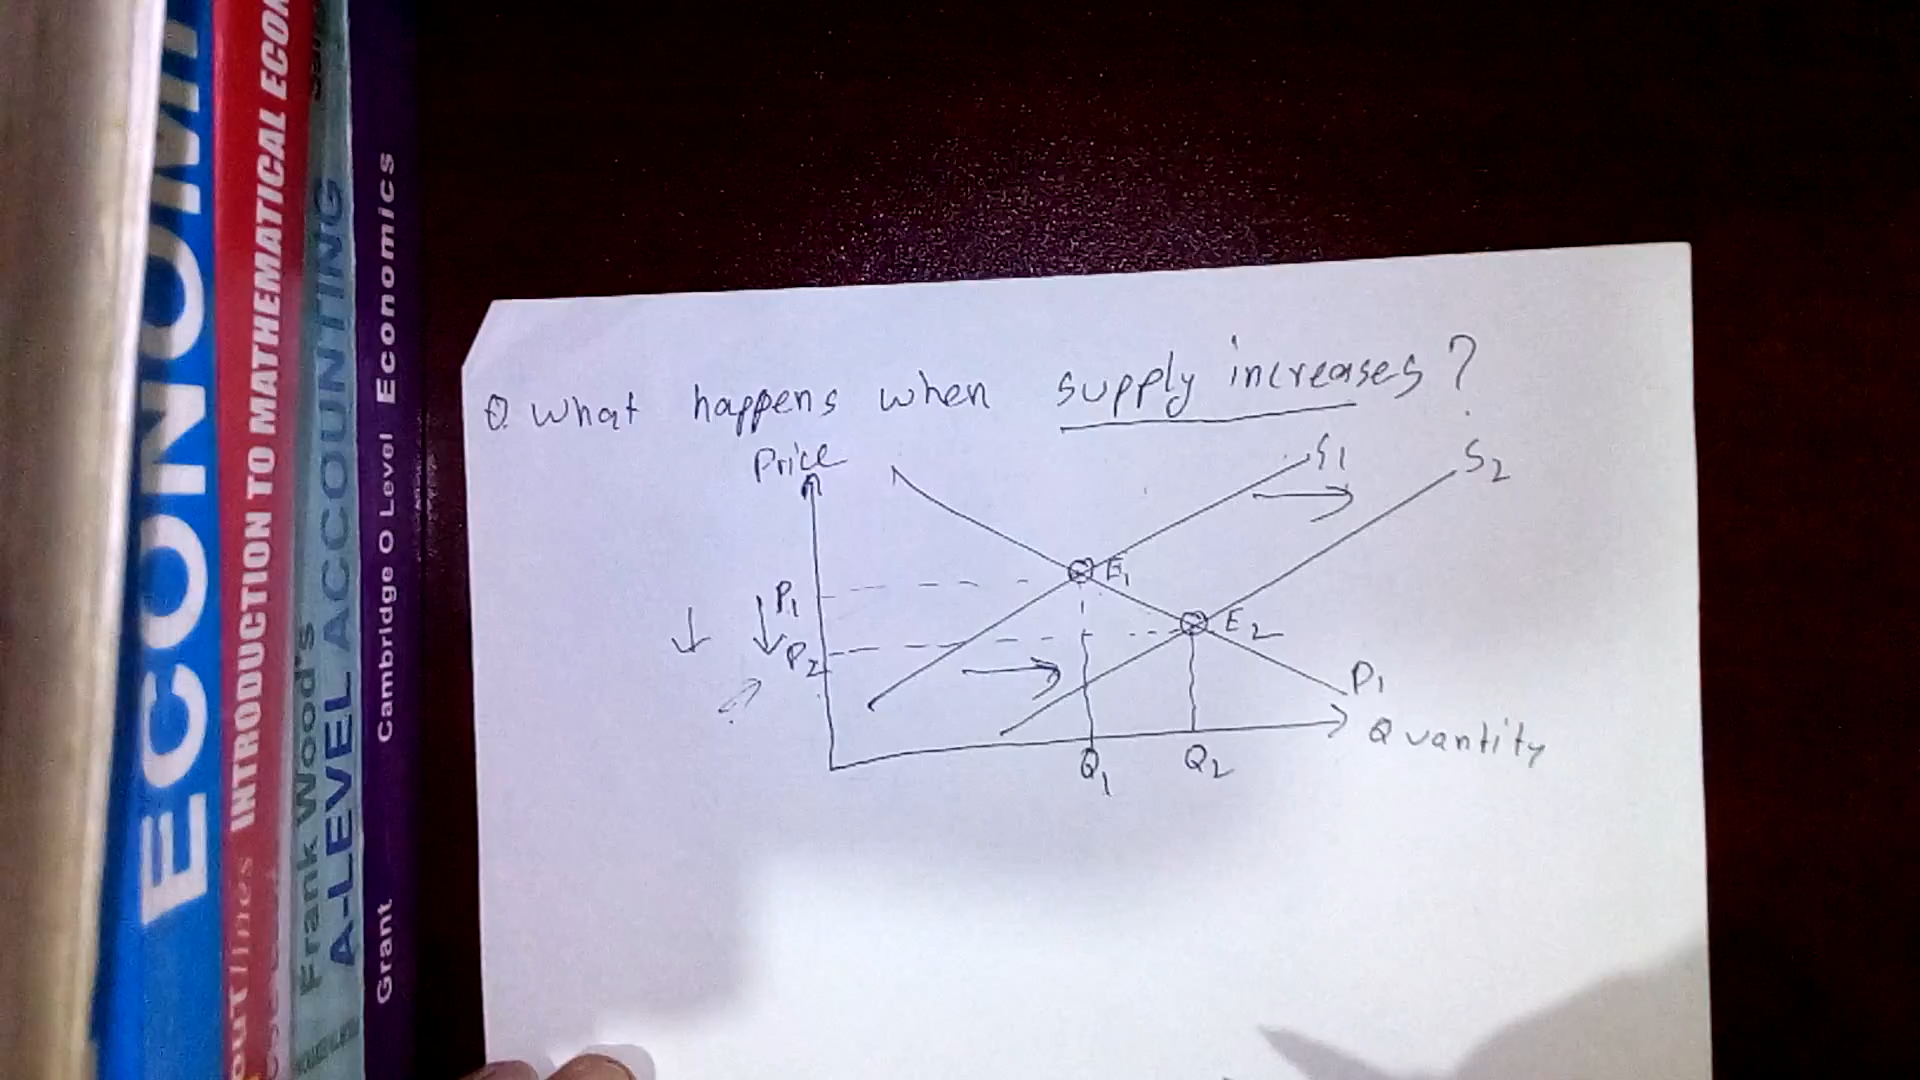 ECONOMI
INTRODUCTION TO MATHEMATICAL ECON
Frank Wood's
A-LEVEL ACCOUNTING
Grant Cambridge O Level Economics
Q. What happens when supply increases?
Price
S1
S2
E1
P1
E2
P2
P1
Quantity
Q1 Q2